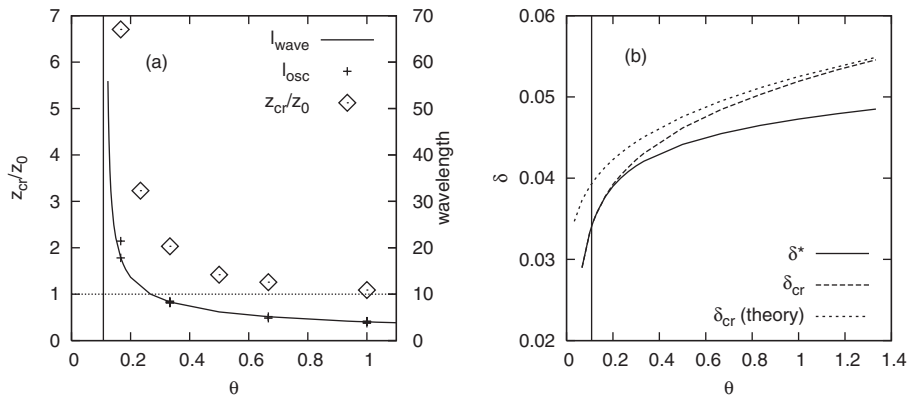 7
6
5
4
3
2
1
0
z_cr/z_0
70
60
50
40
30
20
10
0
wavelength
(a)
l_wave
l_osc
z_cr/z_0
0 0.2 0.4 0.6 0.8 1
θ
0.06
0.05
0.04
0.03
0.02
δ
(b)
δ*
δ_cr
δ_cr (theory)
0 0.2 0.4 0.6 0.8 1 1.2 1.4
θ